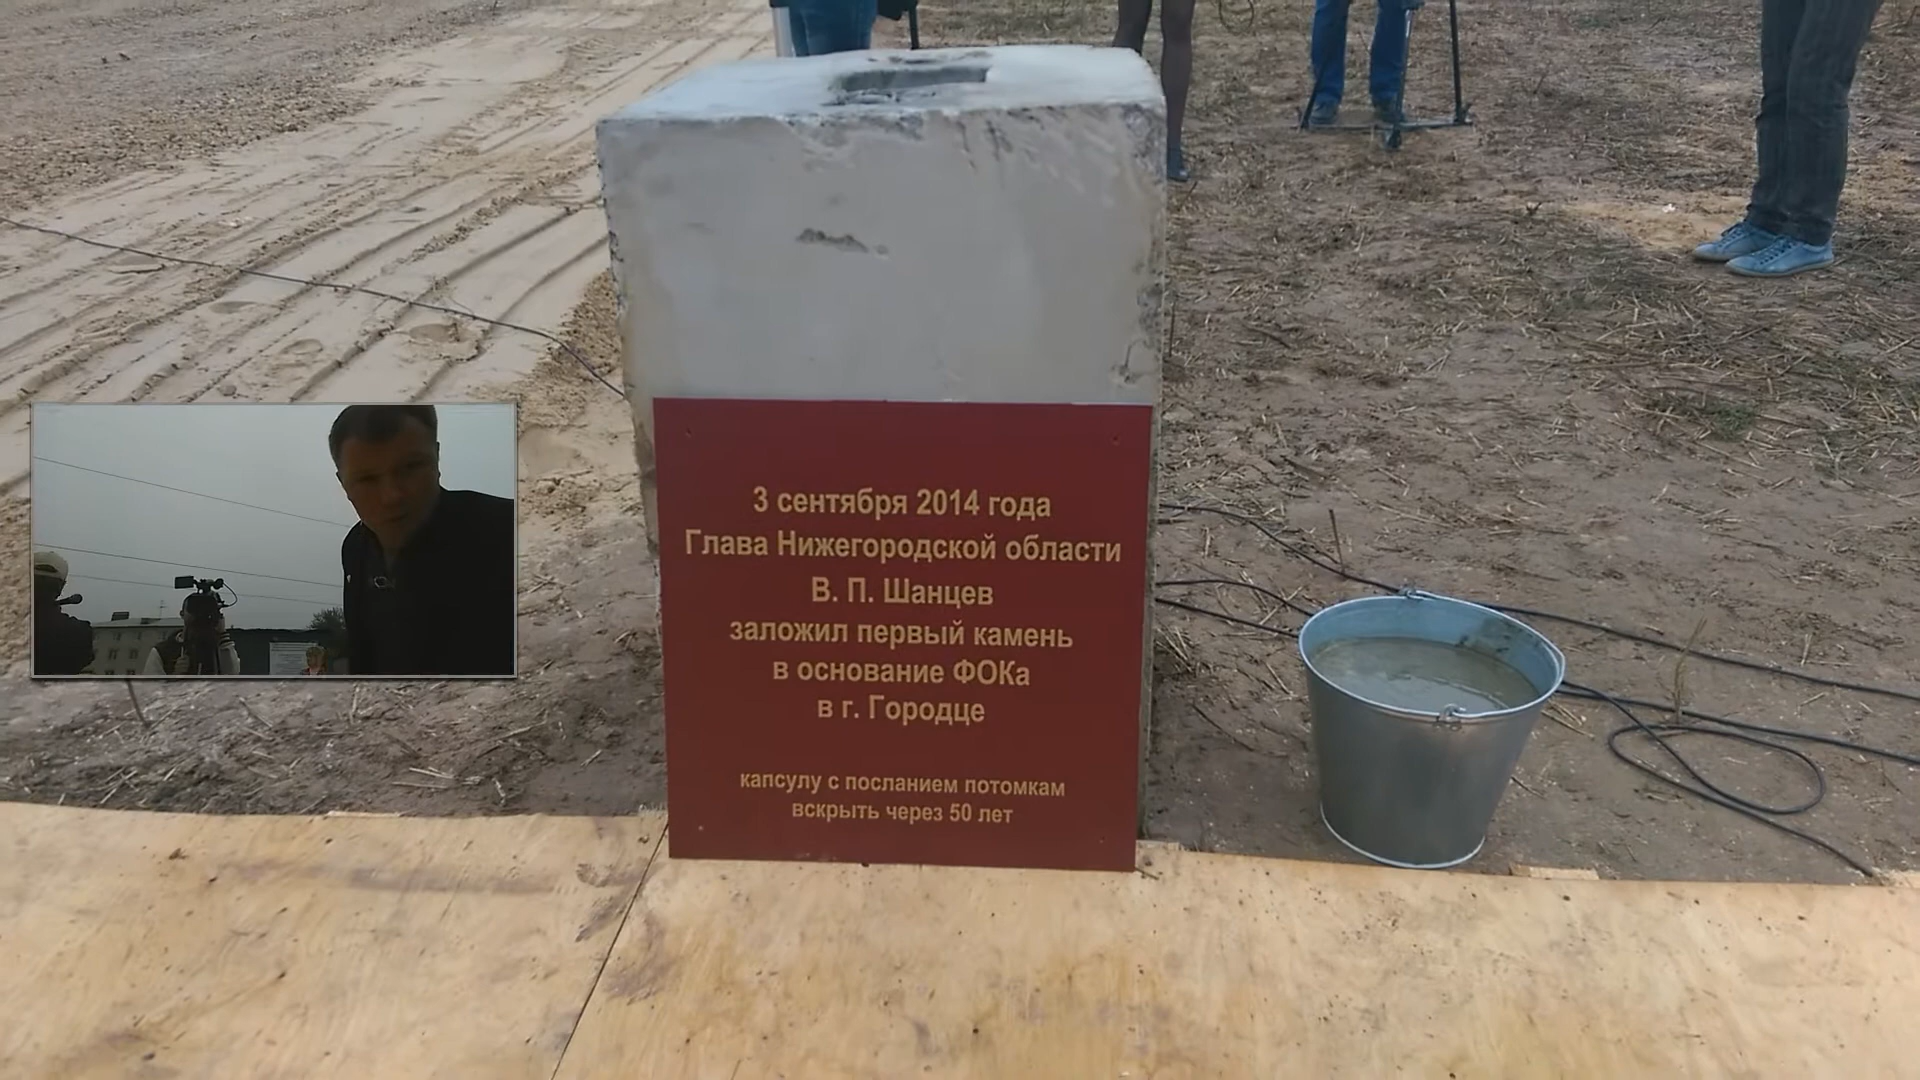 3 сентября 2014 года
Глава Нижегородской области
В. П. Шанцев
заложил первый камень
в основание ФОКа
в г. Городце
капсулу с посланием потомкам
вскрыть через 50 лет